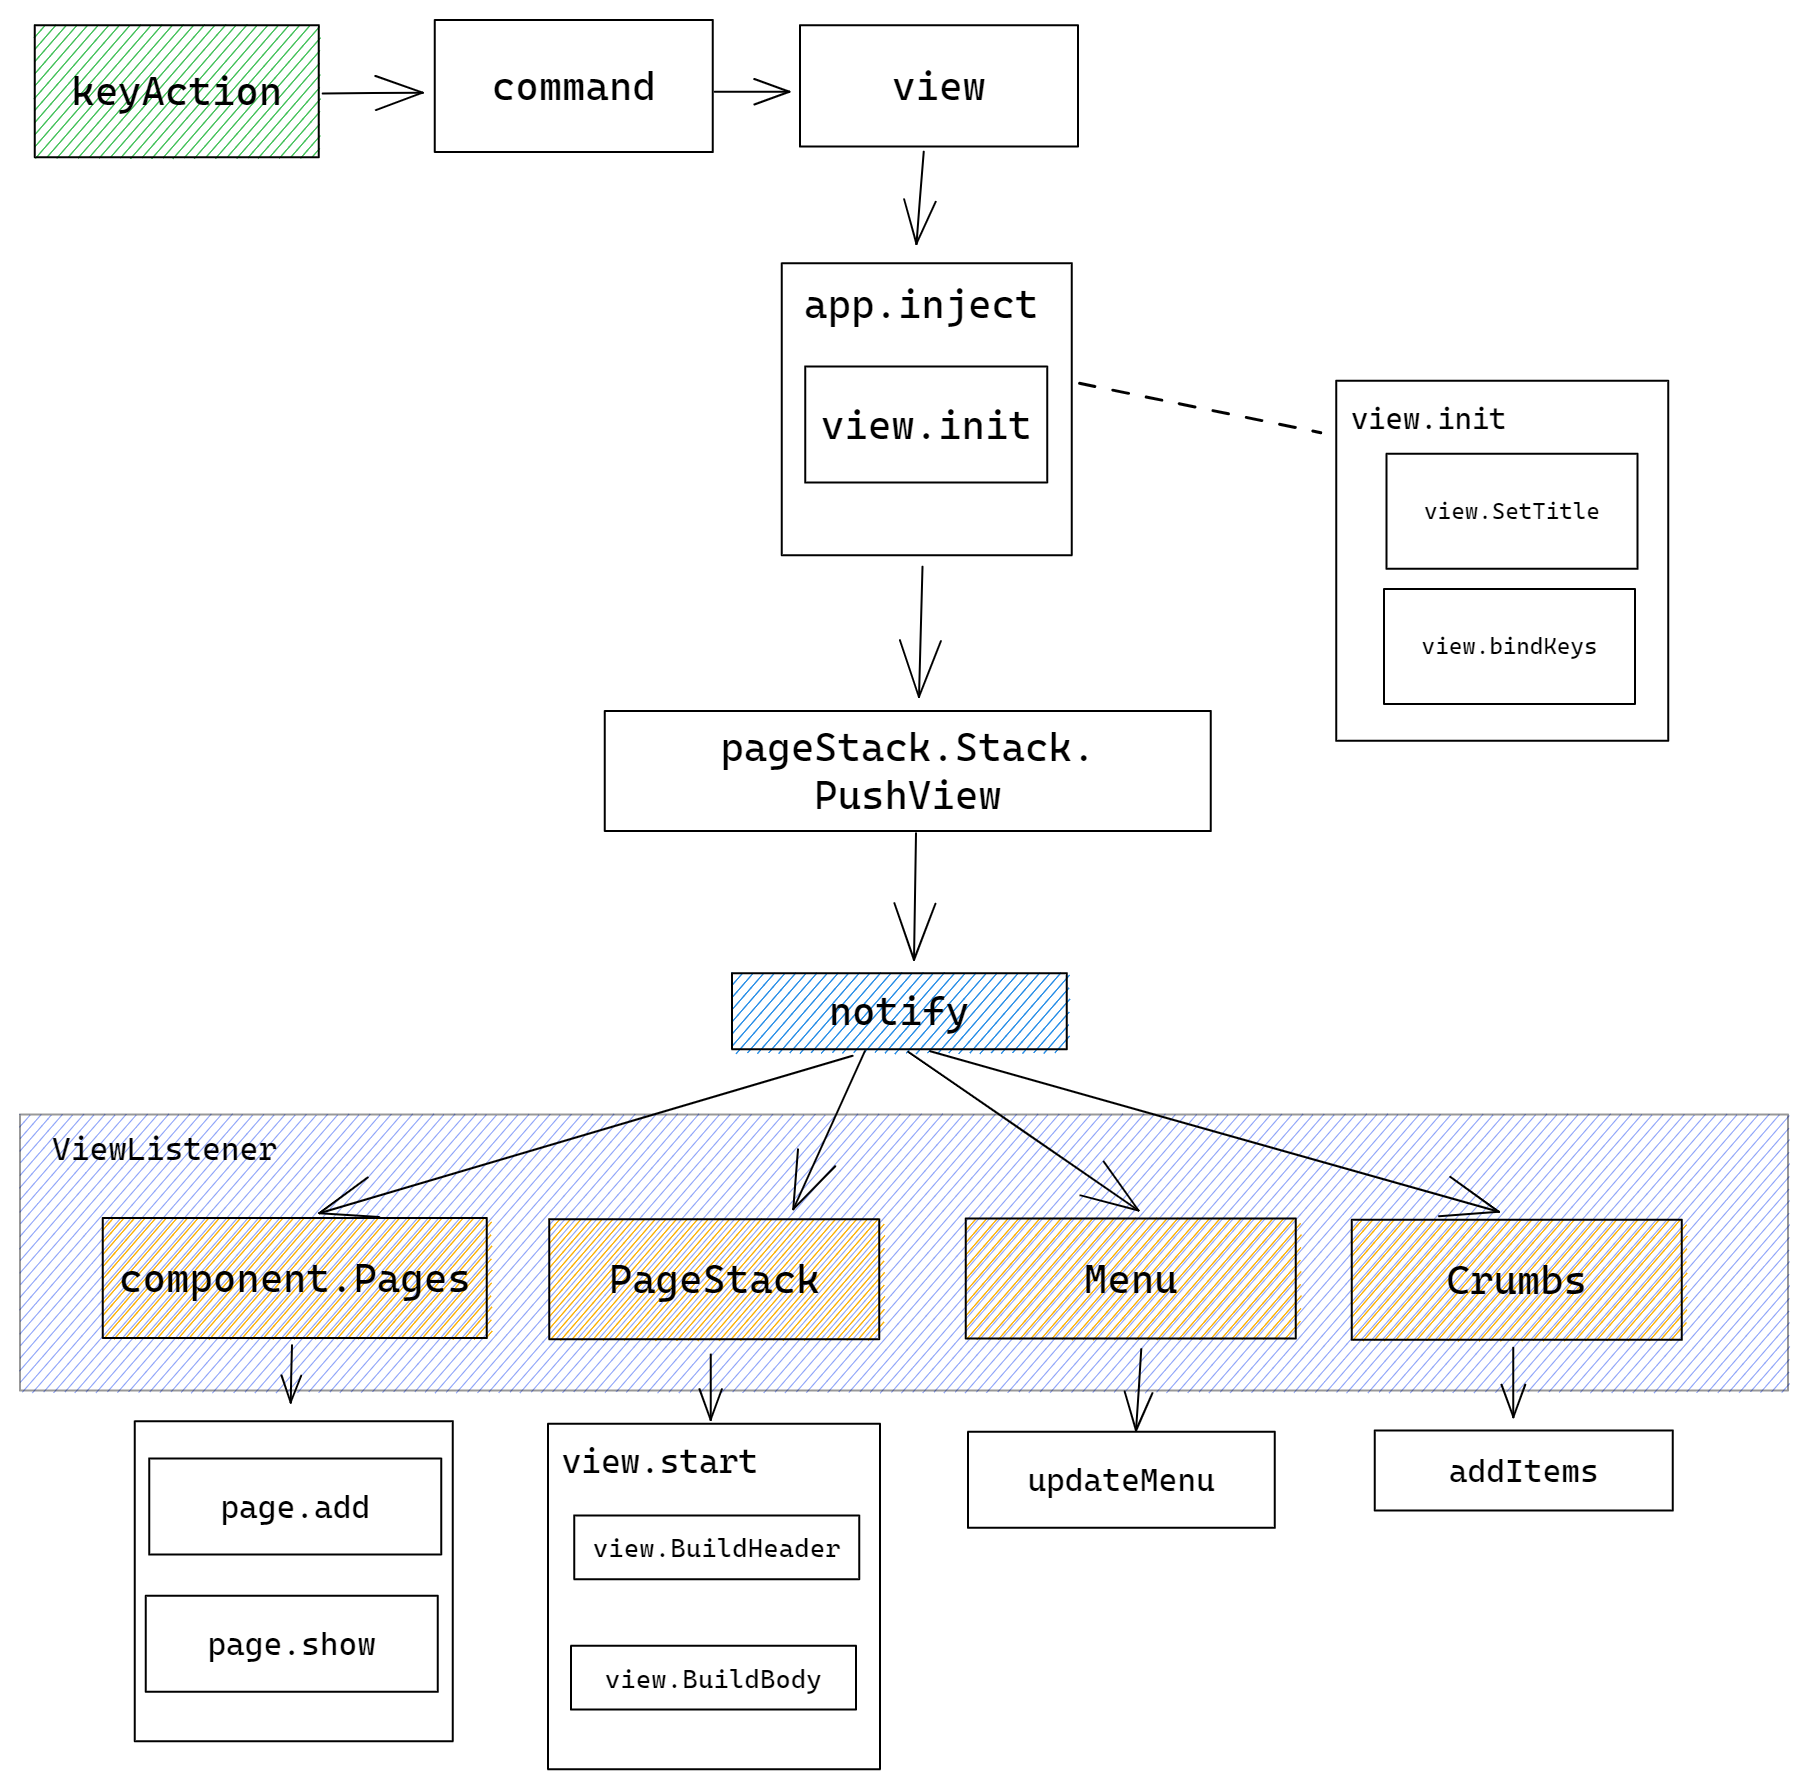 keyAction
command
view
app.inject
view.init
view.init
view.SetTitle
view.bindKeys
pageStack.Stack.
PushView
notify
ViewListener
component.Pages
PageStack
Menu
Crumbs
page.add
page.show
view.start
view.BuildHeader
view.BuildBody
updateMenu
addItems